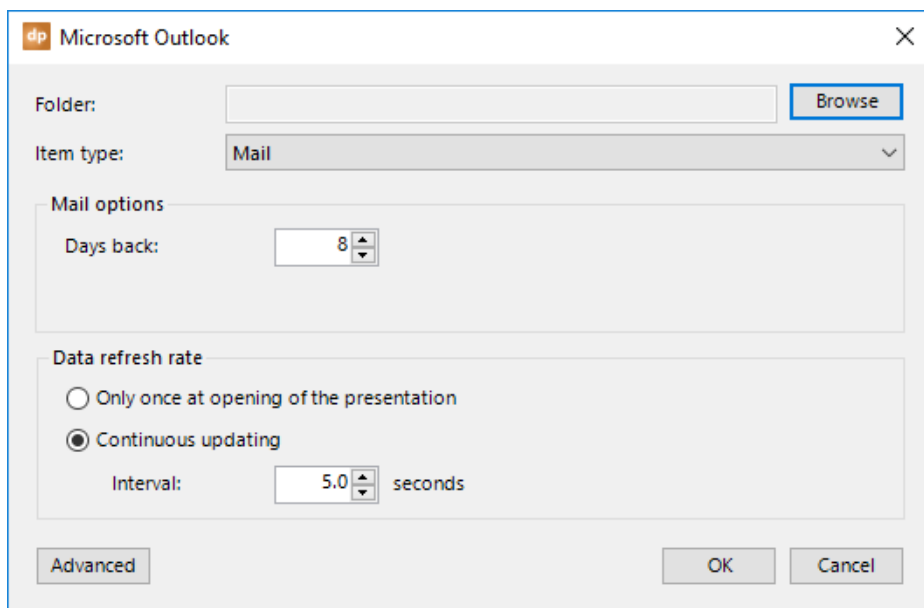 dp Microsoft Outlook
Folder: Browse
Item type: Mail
Mail options
Days back: 8
Data refresh rate
Only once at opening of the presentation
Continuous updating
Interval: 5.0 seconds
Advanced OK Cancel